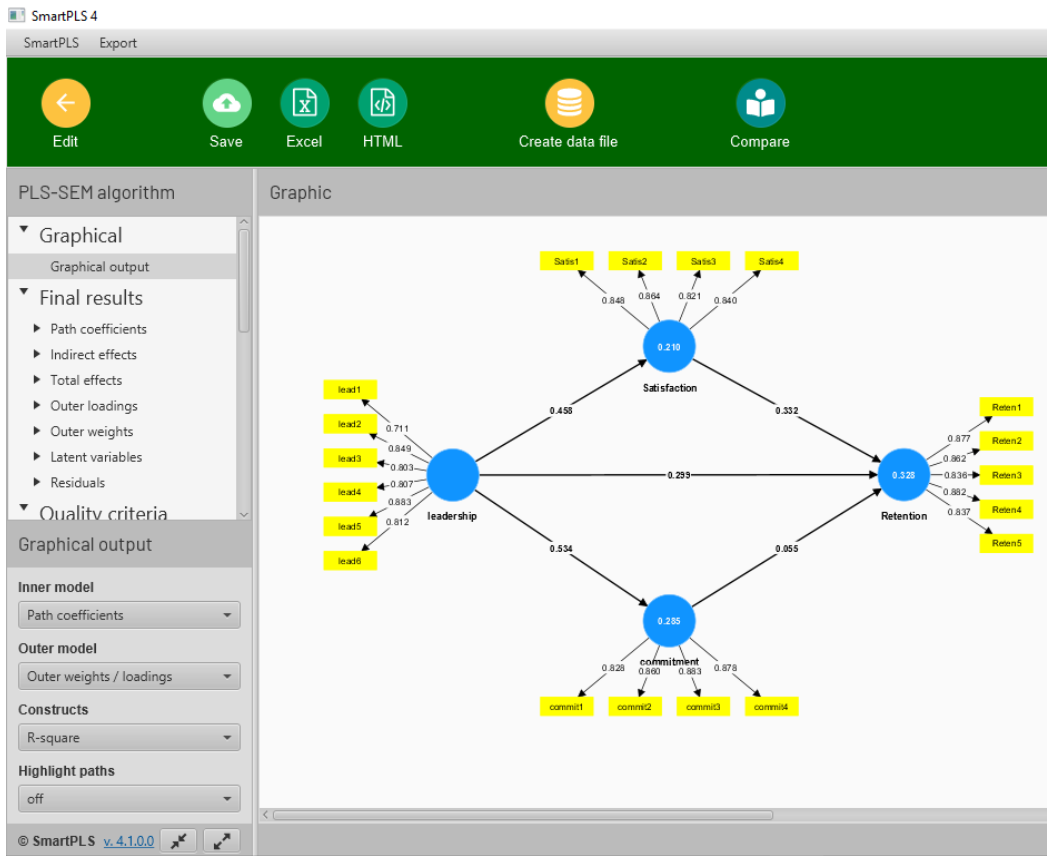 SmartPLS 4
SmartPLS Export
Edit Save Excel HTML Create data file Compare
PLS-SEM algorithm
Graphical
Graphical output
Final results
Path coefficients
Indirect effects
Total effects
Outer loadings
Outer weights
Latent variables
Residuals
Quality criteria
Graphical output
Inner model
Path coefficients
Outer model
Outer weights / loadings
Constructs
R-square
Highlight paths
off
© SmartPLS v. 4.1.0.0
Graphic
Satis1 Satis2 Satis3 Satis4
0.848 0.864 0.821 0.840
0.210
Satisfaction
0.458 0.332
lead1
lead2
lead3
lead4
lead5
lead6
0.711
0.849
0.803
0.807
0.883
0.812
leadership
0.299
0.328
Retention
0.877
0.862
0.836
0.882
0.837
Reten1
Reten2
Reten3
Reten4
Reten5
0.534 0.055
0.285
commitment
0.828 0.860 0.883 0.878
commit1 commit2 commit3 commit4